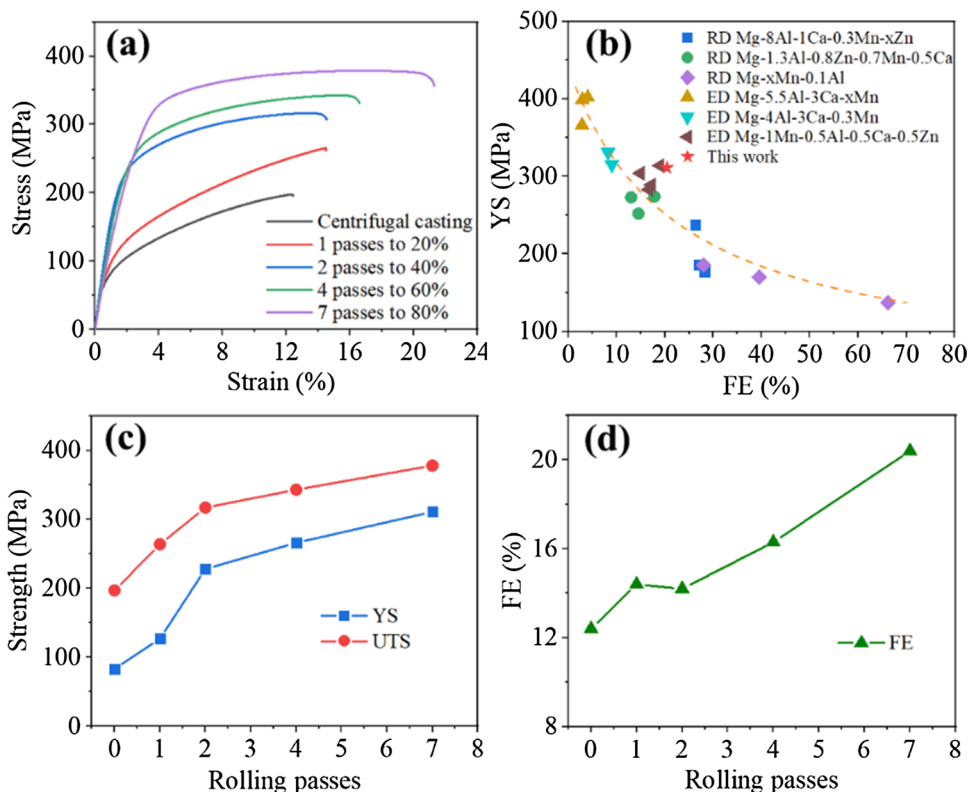 (a)
Stress (MPa)
400
300
200
100
0
Centrifugal casting
1 passes to 20%
2 passes to 40%
4 passes to 60%
7 passes to 80%
0 4 8 12 16 20 24
Strain (%)
(b)
YS (MPa)
500
400
300
200
100
RD Mg-8Al-1Ca-0.3Mn-xZn
RD Mg-1.3Al-0.8Zn-0.7Mn-0.5Ca
RD Mg-xMn-0.1Al
ED Mg-5.5Al-3Ca-xMn
ED Mg-4Al-3Ca-0.3Mn
ED Mg-1Mn-0.5Al-0.5Ca-0.5Zn
This work
0 10 20 30 40 50 60 70 80
FE (%)
(c)
Strength (MPa)
400
300
200
100
0
YS
UTS
0 1 2 3 4 5 6 7 8
Rolling passes
(d)
FE (%)
20
16
12
8
FE
0 1 2 3 4 5 6 7 8
Rolling passes